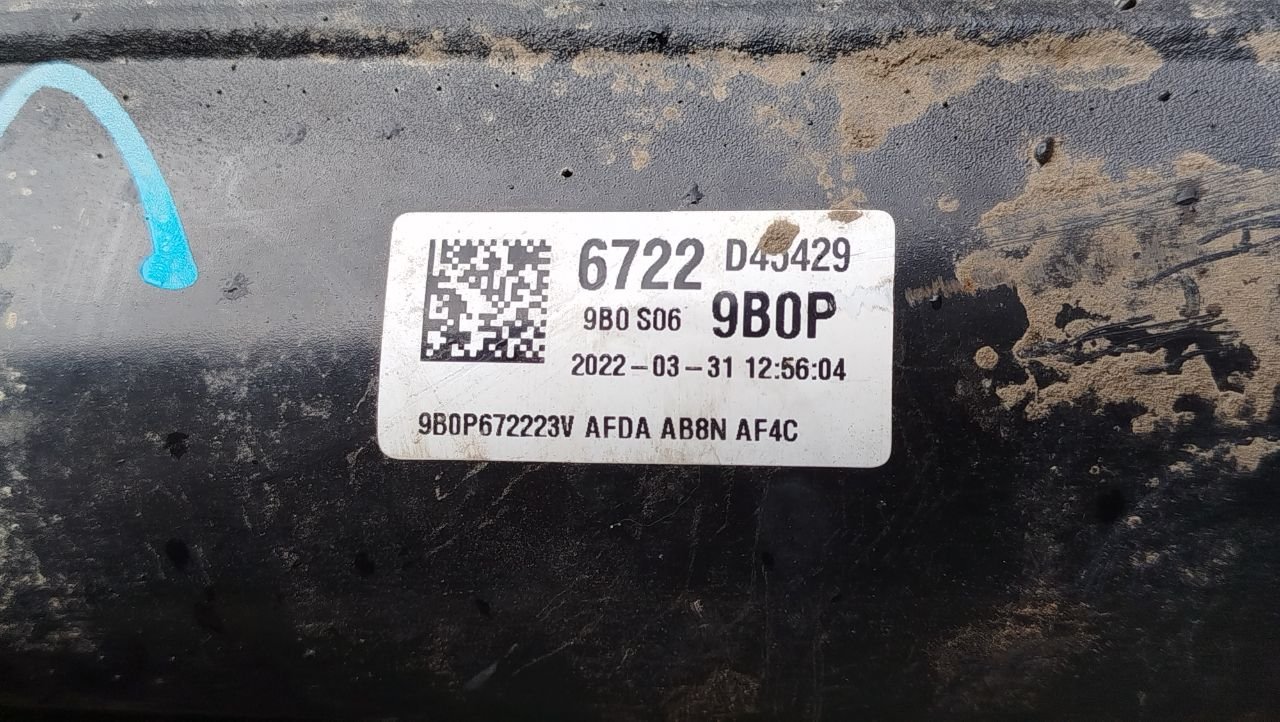 6722
9B0 S06 9B0P
2022-03-31 12:56:04
9B0P672223V AFDA AB8N AF4C